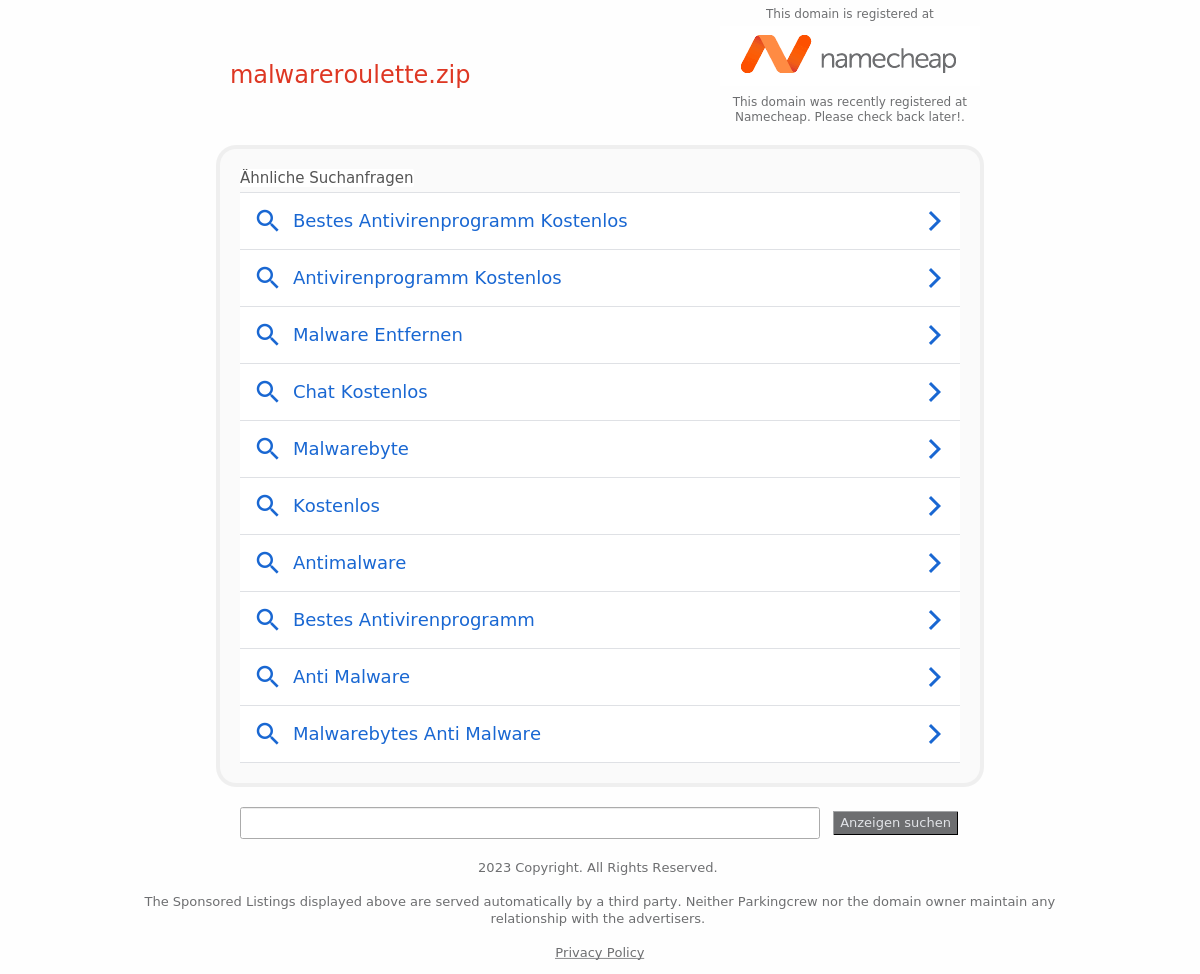 This domain is registered at
namecheap
malwareroulette.zip
This domain was recently registered at
Namecheap. Please check back later!.
Ähnliche Suchanfragen
Bestes Antivirenprogramm Kostenlos
Antivirenprogramm Kostenlos
Malware Entfernen
Chat Kostenlos
Malwarebyte
Kostenlos
Antimalware
Bestes Antivirenprogramm
Anti Malware
Malwarebytes Anti Malware
Anzeigen suchen
2023 Copyright. All Rights Reserved.
The Sponsored Listings displayed above are served automatically by a third party. Neither Parkingcrew nor the domain owner maintain any
relationship with the advertisers.
Privacy Policy